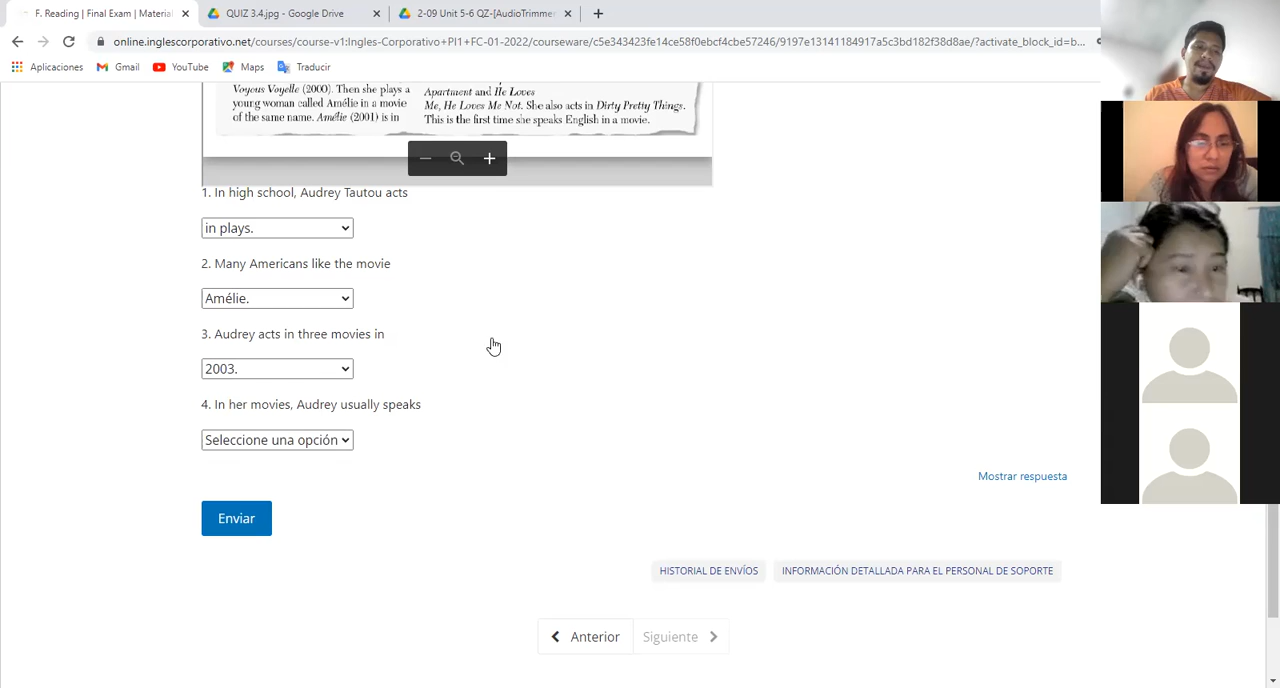 F. Reading | Final Exam | Material
QUIZ 3.4.jpg - Google Drive
2-09 Unit 5-6 QZ-[AudioTrimmer
online.inglescorporativo.net/courses/course-v1:Ingles-Corporativo+PI1+FC-01-2022/courseware/c5e343423fe14ce58f0ebcf4cbe57246/9197e13141184917a5c3bd182f38d8ae/?activate_block_id=b...
Aplicaciones Gmail YouTube Maps Traducir
Voyous Voyelle (2000). Then she plays a
young woman called Amélie in a movie
of the same name. Amélie (2001) is in
Apartment and He Loves
Me, He Loves Me Not. She also acts in Dirty Pretty Things.
This is the first time she speaks English in a movie.
1. In high school, Audrey Tautou acts
in plays.
2. Many Americans like the movie
Amélie.
3. Audrey acts in three movies in
2003.
4. In her movies, Audrey usually speaks
Seleccione una opción
Mostrar respuesta
Enviar
HISTORIAL DE ENVÍOS
INFORMACIÓN DETALLADA PARA EL PERSONAL DE SOPORTE
Anterior
Siguiente